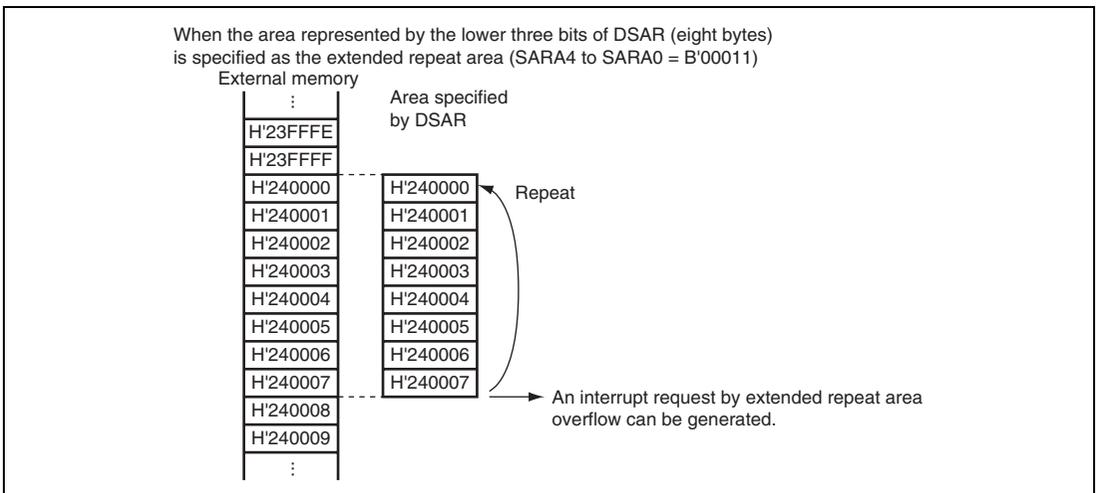 When the area represented by the lower three bits of DSAR (eight bytes)
is specified as the extended repeat area (SARA4 to SARA0 = B'00011)
External memory
⋮
Area specified
by DSAR
H'23FFFE
H'23FFFF
H'240000
H'240001
H'240002
H'240003
H'240004
H'240005
H'240006
H'240007
H'240008
H'240009
⋮
H'240000
H'240001
H'240002
H'240003
H'240004
H'240005
H'240006
H'240007
Repeat
An interrupt request by extended repeat area
overflow can be generated.